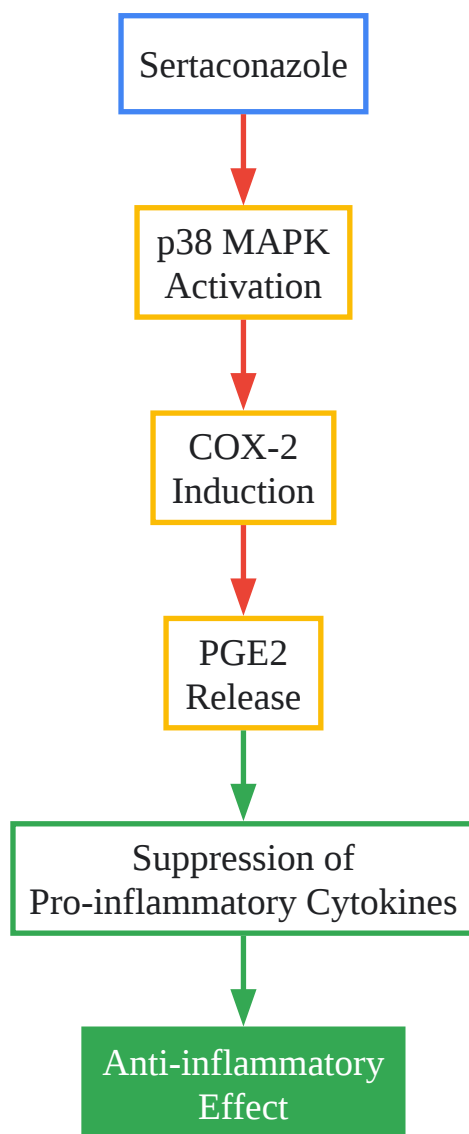 Sertaconazole
p38 MAPK
Activation
COX-2
Induction
PGE2
Release
Suppression of
Pro-inflammatory Cytokines
Anti-inflammatory
Effect